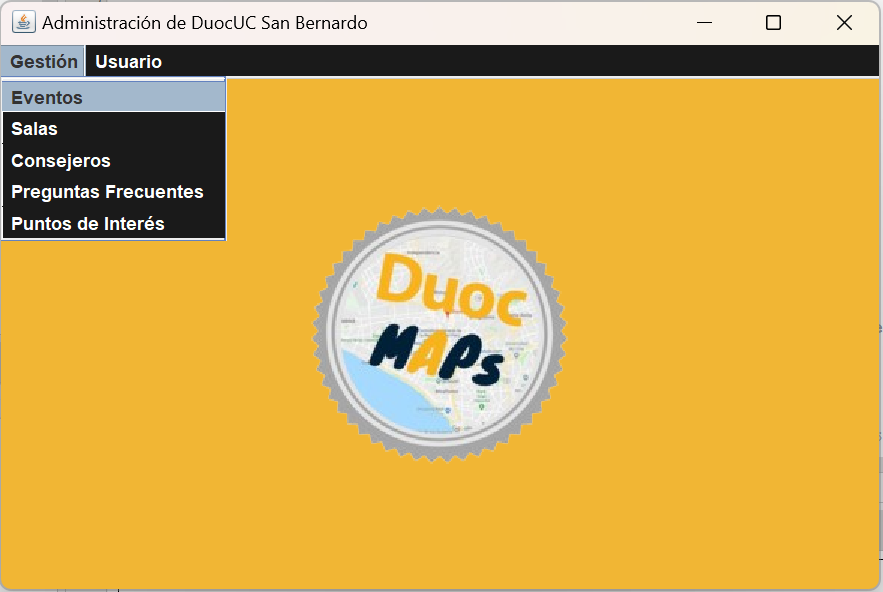 Administración de DuocUC San Bernardo
Gestión Usuario
Eventos
Salas
Consejeros
Preguntas Frecuentes
Puntos de Interés
Duoc
MAPs